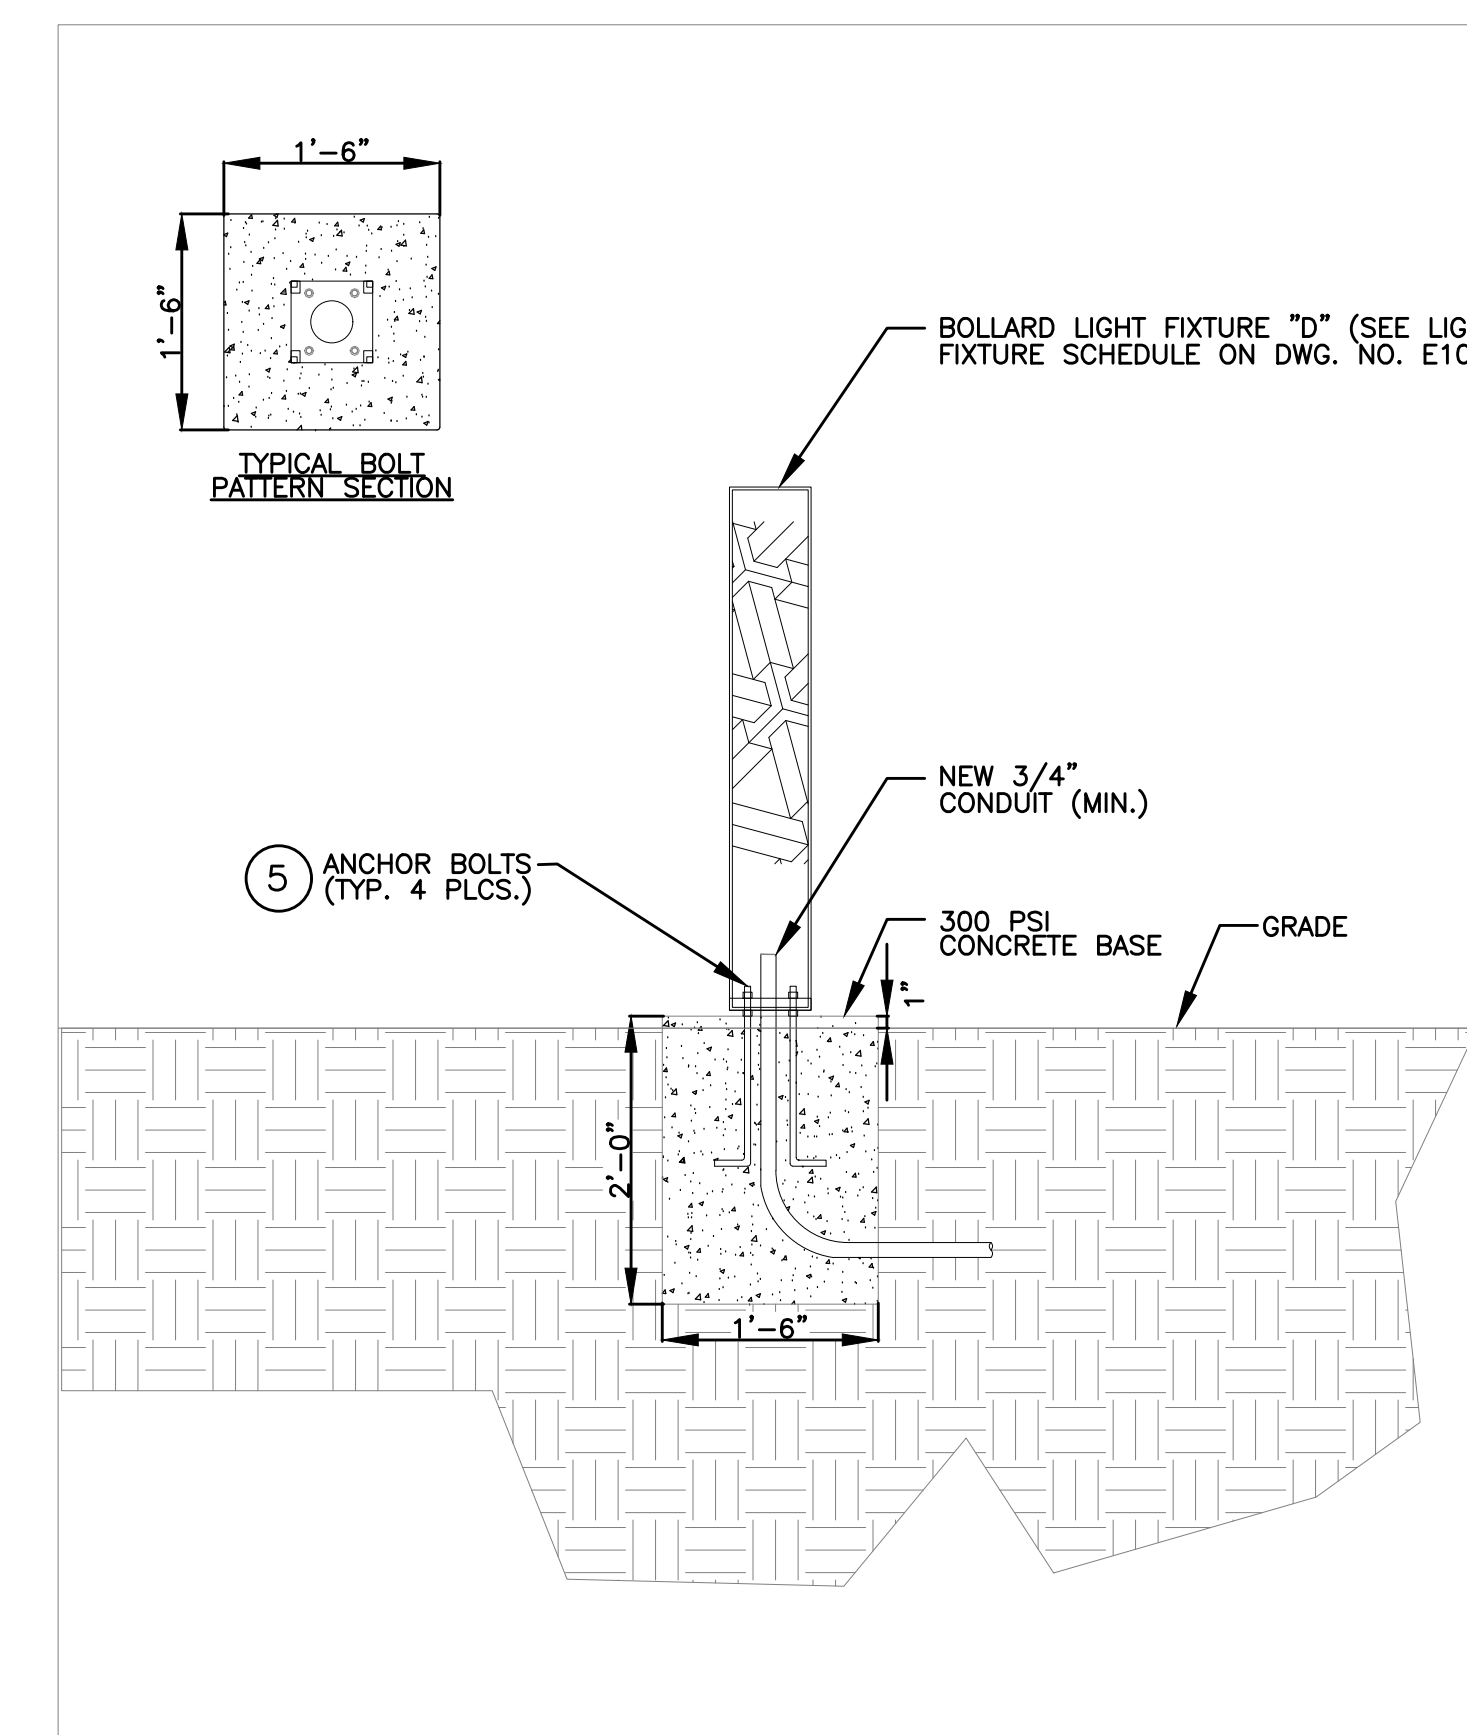 1'-6"
1'-6"
TYPICAL BOLT
PATTERN SECTION
BOLLARD LIGHT FIXTURE "D" (SEE
FIXTURE SCHEDULE ON DWG. NO.
NEW 3/4"
CONDUIT (MIN.)
5
ANCHOR BOLTS
(TYP. 4 PLCS.)
300 PSI
CONCRETE BASE
GRADE
1"
2'-0"
1'-6"